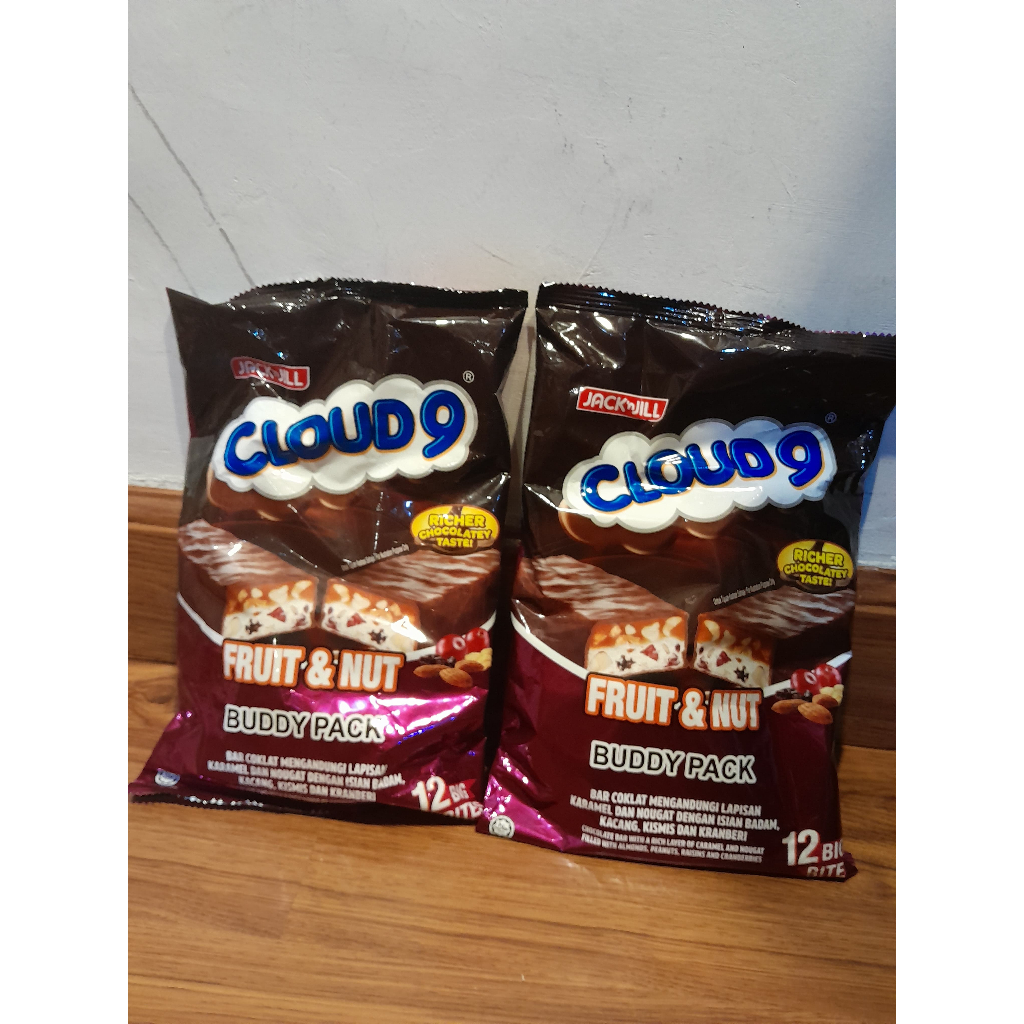 JACK 'n JILL
CLOUD 9
®
RICHER
CHOCOLATEY
TASTE!
FRUIT & NUT
BUDDY PACK
BAR COKLAT MENGANDUNGI LAPISAN
KARAMEL DAN NOUGAT DENGAN ISIAN BADAM,
KACANG, KISMIS DAN KRANBERI
12 BIG
BITE
JACK 'n JILL
CLOUD 9
®
RICHER
CHOCOLATEY
TASTE!
FRUIT & NUT
BUDDY PACK
BAR COKLAT MENGANDUNGI LAPISAN
KARAMEL DAN NOUGAT DENGAN ISIAN BADAM,
KACANG, KISMIS DAN KRANBERI
CHOCOLATE BAR WITH A RICH LAYER OF CARAMEL AND NOUGAT
FILLED WITH ALMONDS, PEANUTS, RAISINS AND CRANBERRIES
12 BIG
BITE